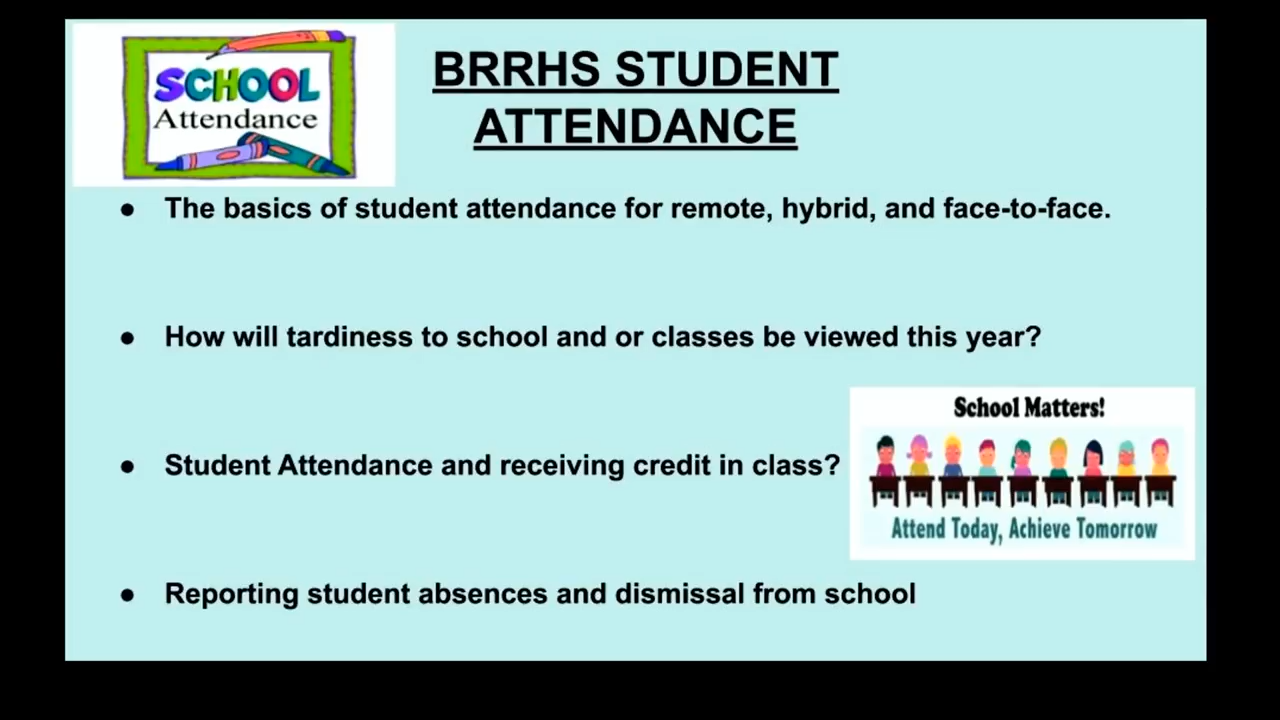 SCHOOL
Attendance
BRRHS STUDENT
ATTENDANCE
● The basics of student attendance for remote, hybrid, and face-to-face.
● How will tardiness to school and or classes be viewed this year?
● Student Attendance and receiving credit in class?
School Matters!
Attend Today, Achieve Tomorrow
● Reporting student absences and dismissal from school